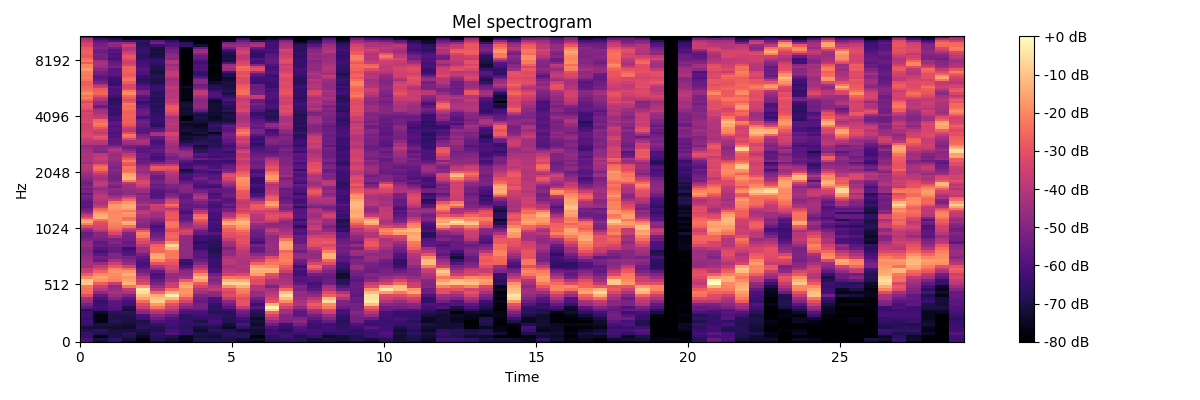 Mel spectrogram
8192
4096
2048
1024
512
0
Hz
0 5 10 15 20 25
Time
+0 dB
-10 dB
-20 dB
-30 dB
-40 dB
-50 dB
-60 dB
-70 dB
-80 dB